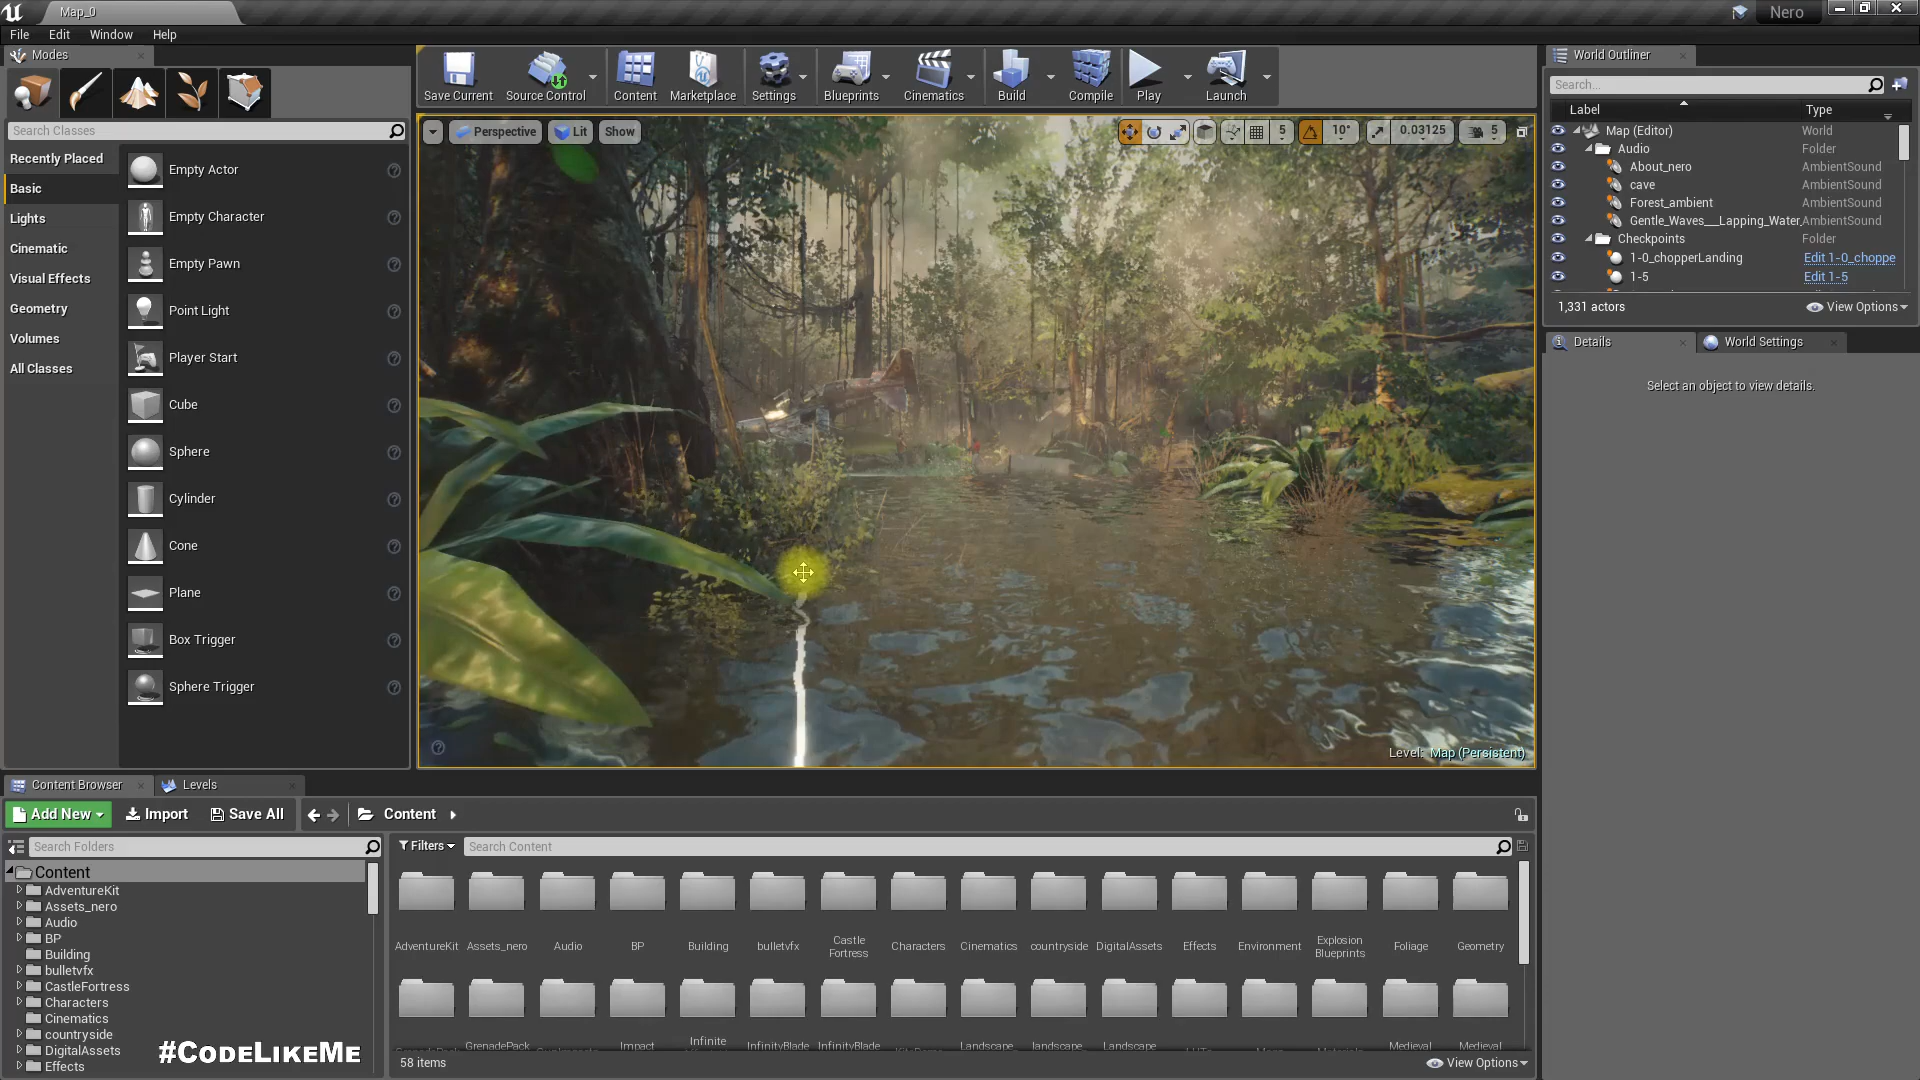 Map_0
Nero
File Edit Window Help
Modes
Save Current
Source Control
Content
Marketplace
Settings
Blueprints
Cinematics
Build
Compile
Play
Launch
World Outliner
Search Classes
Recently Placed
Basic
Lights
Cinematic
Visual Effects
Geometry
Volumes
All Classes
Empty Actor
Empty Character
Empty Pawn
Point Light
Player Start
Cube
Sphere
Cylinder
Cone
Plane
Box Trigger
Sphere Trigger
Perspective Lit Show
5 10° 0.03125 5
Level: Map (Persistent)
Search...
Label Type
Map (Editor) World
Audio Folder
About_nero AmbientSound
cave AmbientSound
Forest_ambient AmbientSound
Gentle_Waves__Lapping_Water, AmbientSound
Checkpoints Folder
1-0_chopperLanding Edit 1-0_choppe
1-5 Edit 1-5
1,331 actors View Options
Details World Settings
Select an object to view details.
Content Browser Levels
Add New Import Save All Content
Search Folders
Content
AdventureKit
Assets_nero
Audio
BP
Building
bulletvfx
CastleFortress
Characters
Cinematics
countryside
DigitalAssets
Effects
#CodeLikeMe
Filters Search Content
AdventureKit Assets_nero Audio BP Building bulletvfx Castle Fortress Characters Cinematics countryside DigitalAssets Effects Environment Explosion Blueprints Foliage Geometry
GrenadePack Impact Infinite InfinityBlade InfinityBlade Landscape landscape Landscape Medieval Medieval
58 items View Options